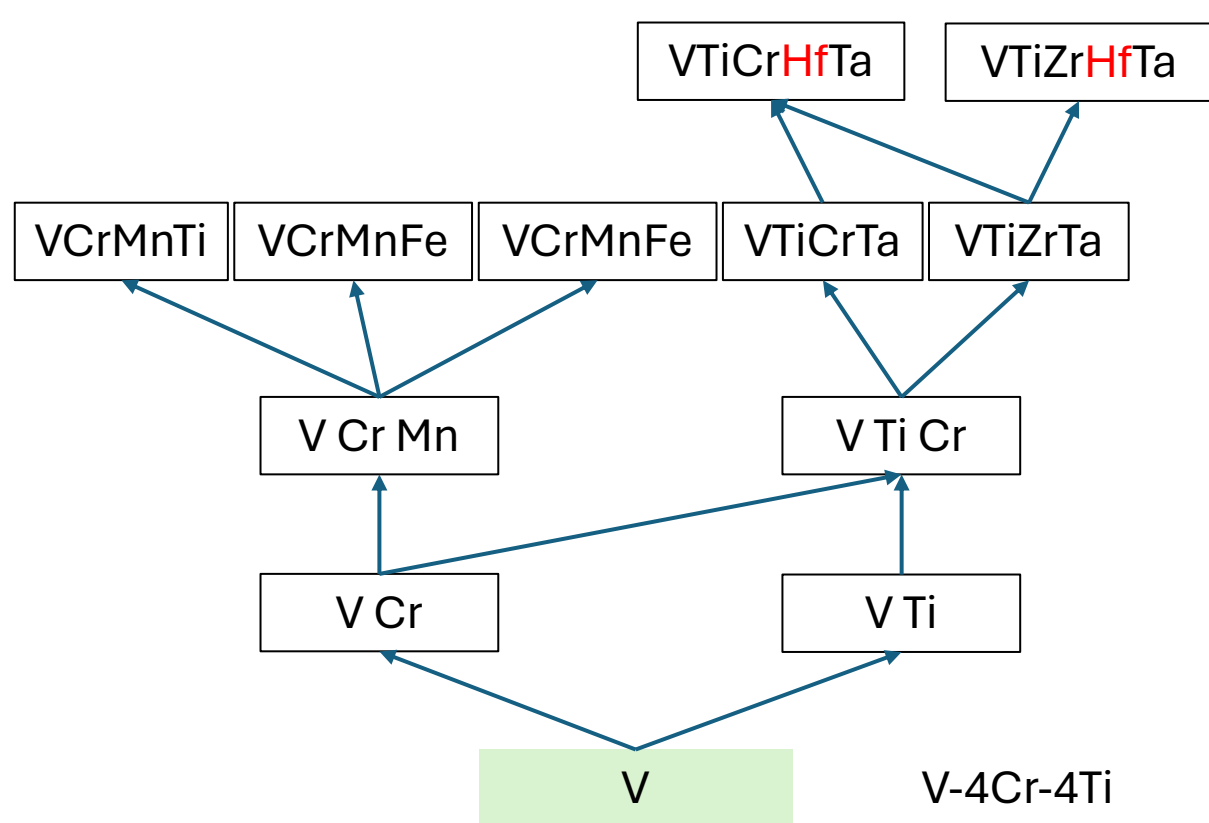 VTiCrHfTa
VTiZrHfTa
VCrMnTi
VCrMnFe
VCrMnFe
VTiCrTa
VTiZrTa
V Cr Mn
V Ti Cr
V Cr
V Ti
V
V-4Cr-4Ti